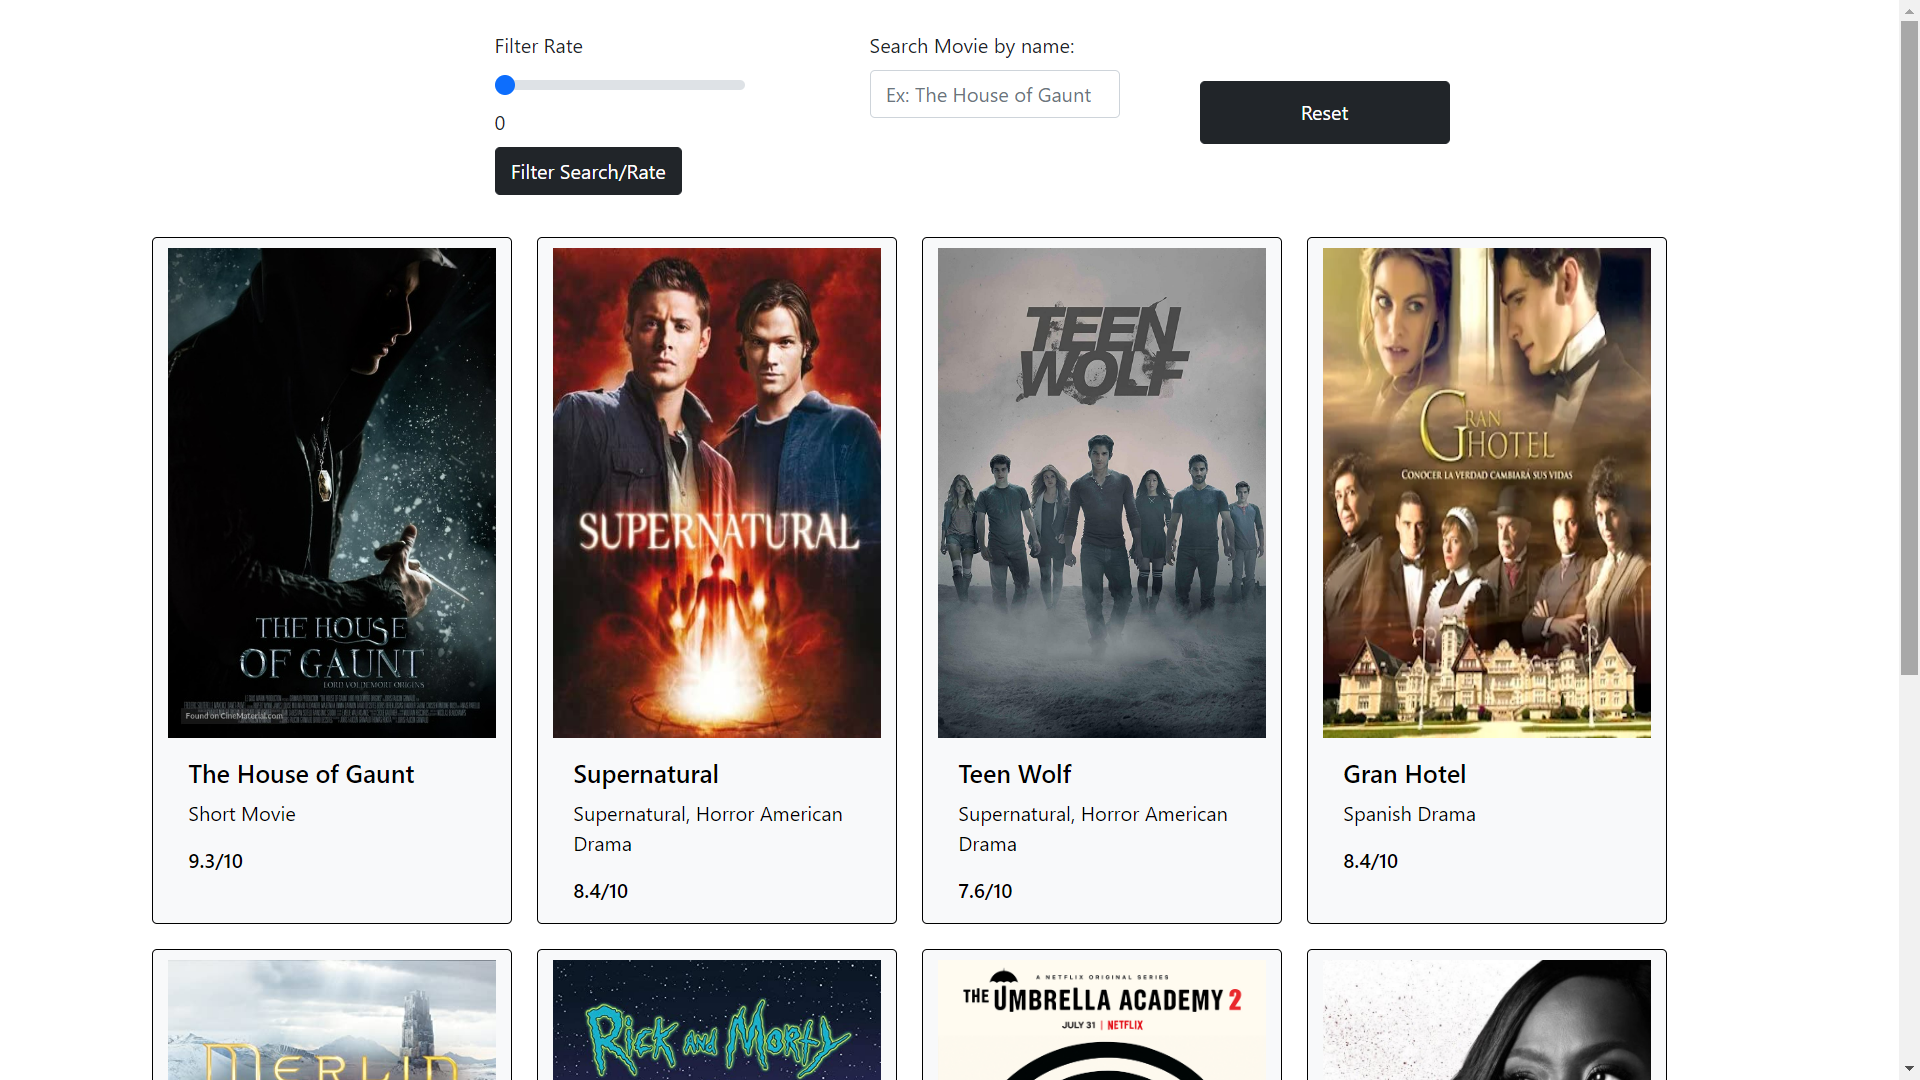 Filter Rate
Search Movie by name:
Ex: The House of Gaunt
Reset
0
Filter Search/Rate
THE HOUSE
OF GAUNT
LORD VOLDEMORT ORIGINS
Found on CineMaterial.com
SUPERNATURAL
TEEN
WOLF
GRAN
HOTEL
CONOCER LA VERDAD CAMBIARÁ SUS VIDAS
The House of Gaunt
Short Movie
9.3/10
Supernatural
Supernatural, Horror American
Drama
8.4/10
Teen Wolf
Supernatural, Horror American
Drama
7.6/10
Gran Hotel
Spanish Drama
8.4/10
MERLIN
RICK AND MORTY
A NETFLIX ORIGINAL SERIES
THE UMBRELLA ACADEMY 2
JULY 31 | NETFLIX